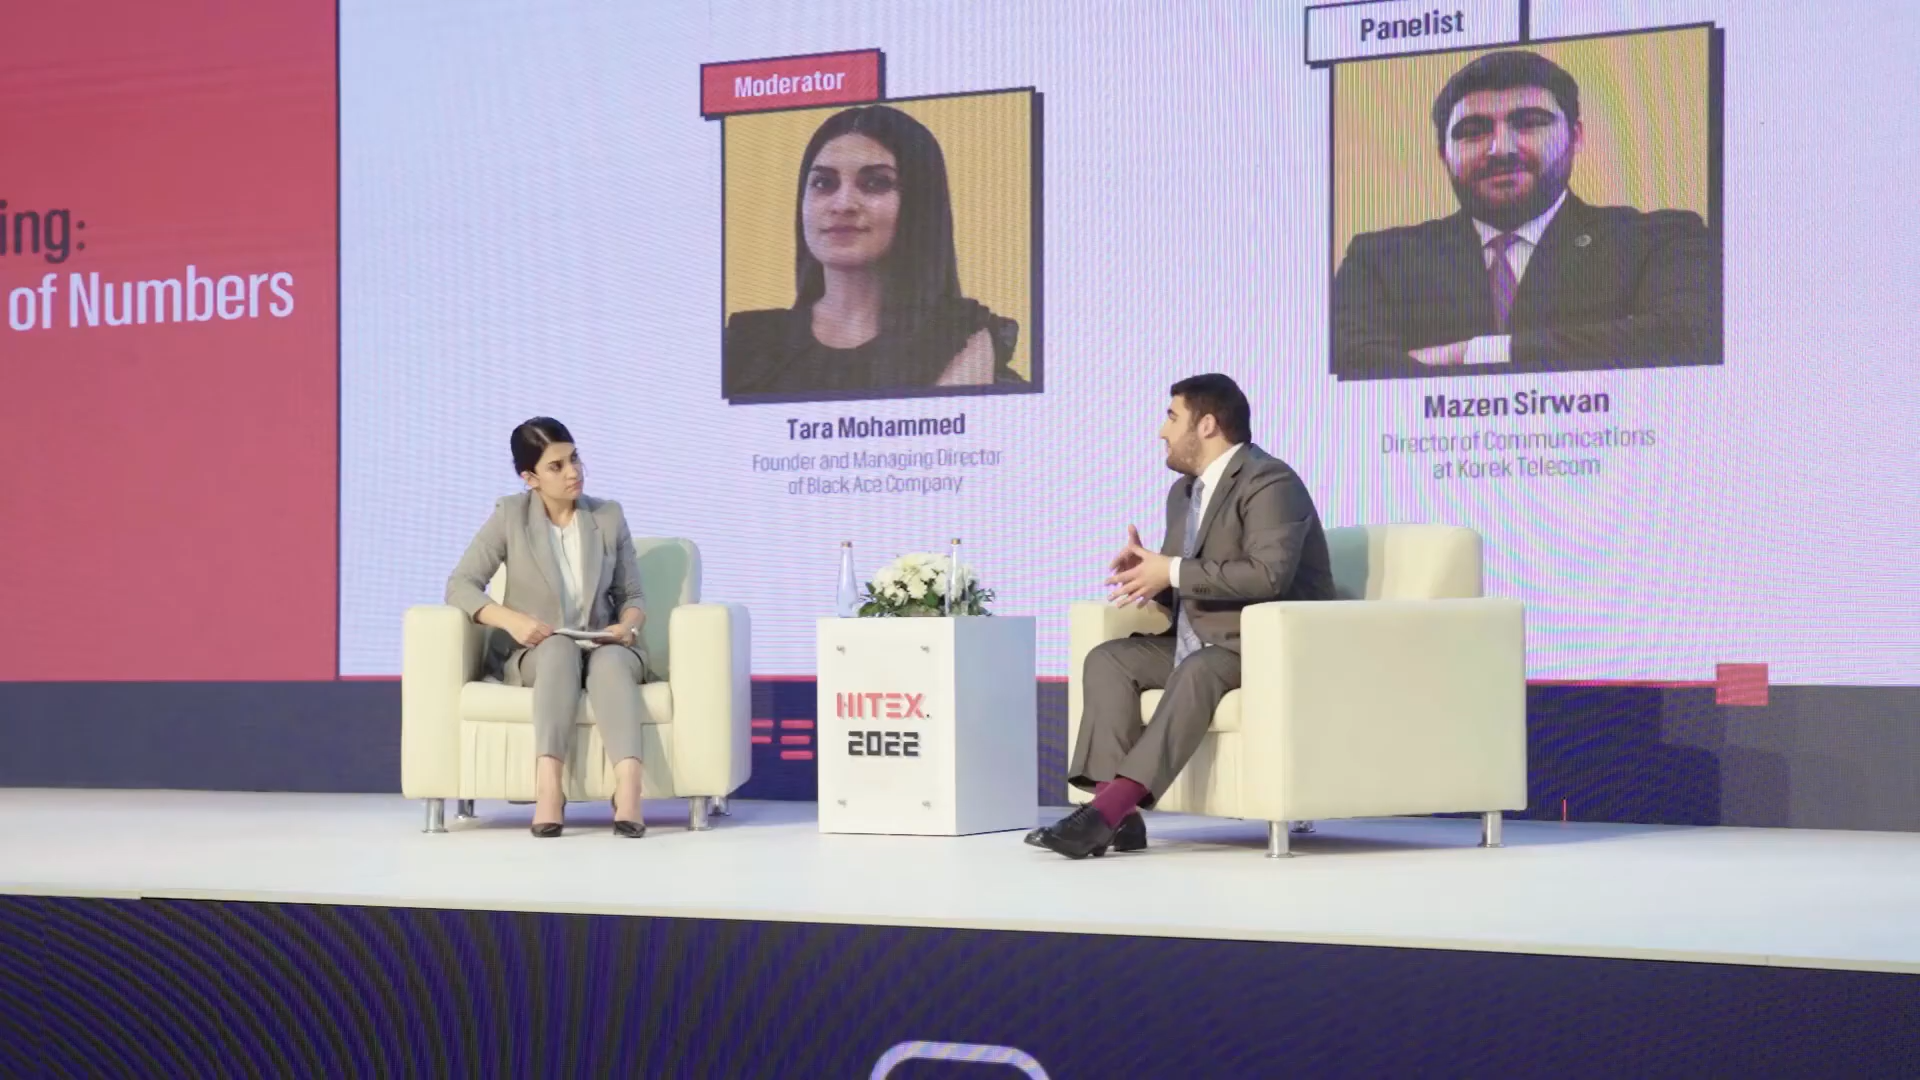 ing:
of Numbers
Moderator
Tara Mohammed
Founder and Managing Director
of Black Ace Company
Panelist
Mazen Sirwan
Director of Communications
at Korek Telecom
HITEX.
2022
FE